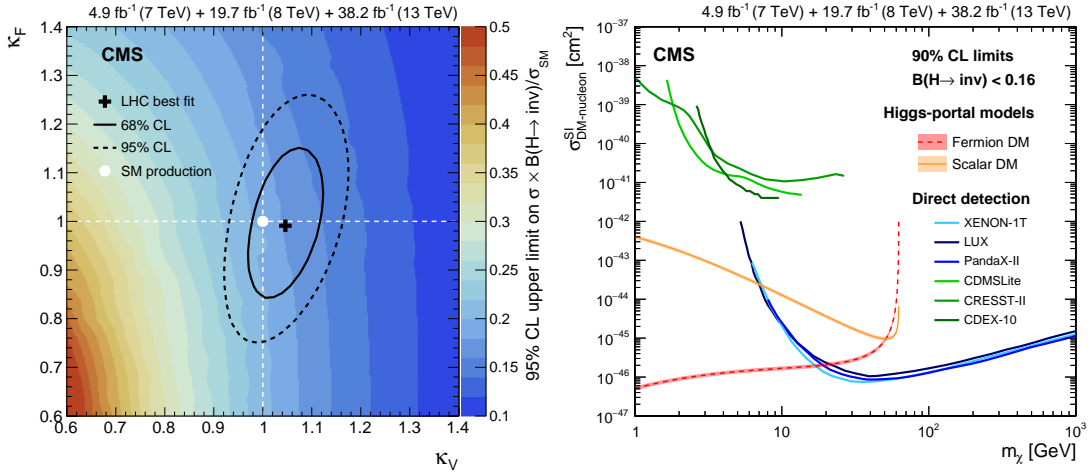 4.9 fb⁻¹ (7 TeV) + 19.7 fb⁻¹ (8 TeV) + 38.2 fb⁻¹ (13 TeV)
κ_F
1.4
1.3
1.2
1.1
1
0.9
0.8
0.7
0.6
CMS
LHC best fit
68% CL
95% CL
SM production
0.6 0.7 0.8 0.9 1 1.1 1.2 1.3 1.4
κ_V
0.5
0.45
0.4
0.35
0.3
0.25
0.2
0.15
0.1
95% CL upper limit on σ × B(H→ inv)/σ_SM
4.9 fb⁻¹ (7 TeV) + 19.7 fb⁻¹ (8 TeV) + 38.2 fb⁻¹ (13 TeV)
σ^SI_DM-nucleon [cm²]
10⁻³⁷
10⁻³⁸
10⁻³⁹
10⁻⁴⁰
10⁻⁴¹
10⁻⁴²
10⁻⁴³
10⁻⁴⁴
10⁻⁴⁵
10⁻⁴⁶
10⁻⁴⁷
CMS
90% CL limits
B(H→ inv) < 0.16
Higgs-portal models
Fermion DM
Scalar DM
Direct detection
XENON-1T
LUX
PandaX-II
CDMSLite
CRESST-II
CDEX-10
1 10 10² 10³
m_χ [GeV]